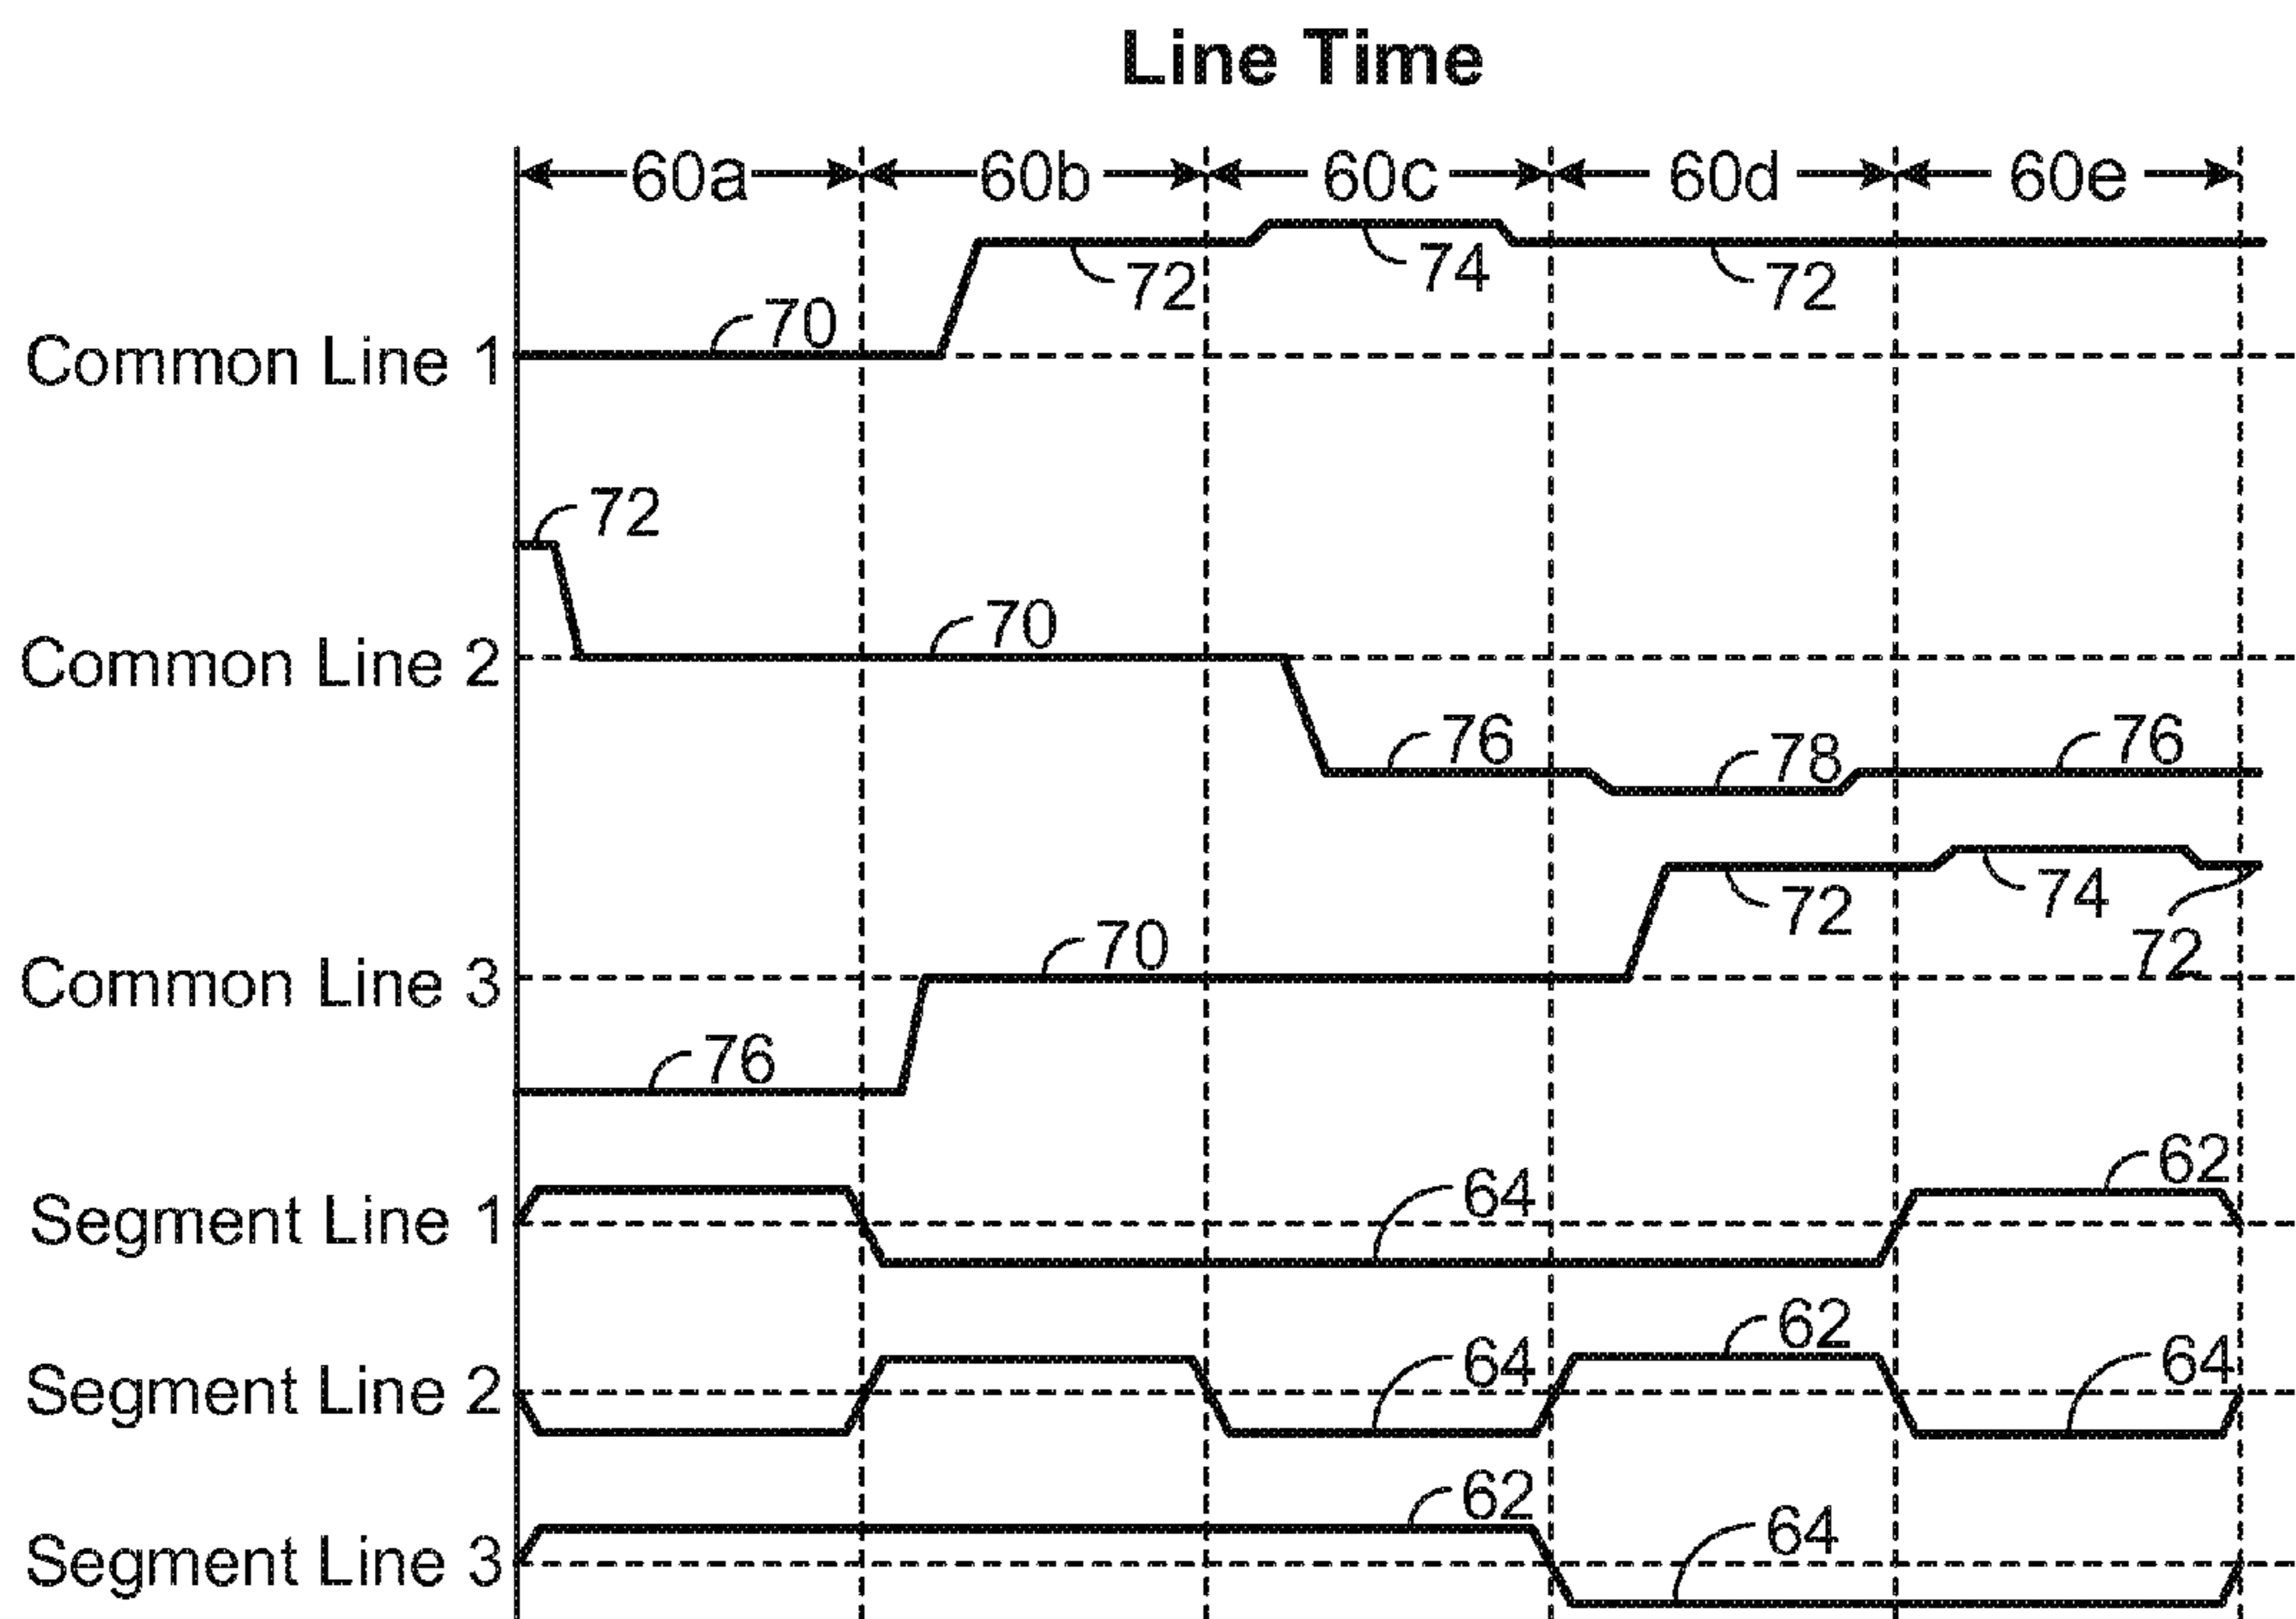 Line Time
60a 60b 60c 60d 60e
72 74 72
70
Common Line 1
72
70
Common Line 2
76 78 76
72 74
70 72
Common Line 3
76
62
64
Segment Line 1
62
64 64
Segment Line 2
62
64
Segment Line 3